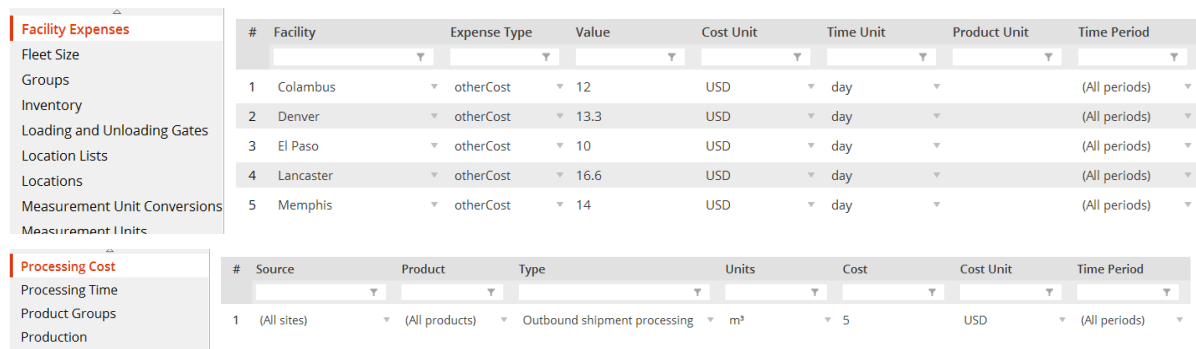 Facility Expenses
Fleet Size
Groups
Inventory
Loading and Unloading Gates
Location Lists
Locations
Measurement Unit Conversions
Measurement Units
# Facility Expense Type Value Cost Unit Time Unit Product Unit Time Period
1 Colambus otherCost 12 USD day (All periods)
2 Denver otherCost 13.3 USD day (All periods)
3 El Paso otherCost 10 USD day (All periods)
4 Lancaster otherCost 16.6 USD day (All periods)
5 Memphis otherCost 14 USD day (All periods)
Processing Cost
Processing Time
Product Groups
Production
# Source Product Type Units Cost Cost Unit Time Period
1 (All sites) (All products) Outbound shipment processing m³ 5 USD (All periods)